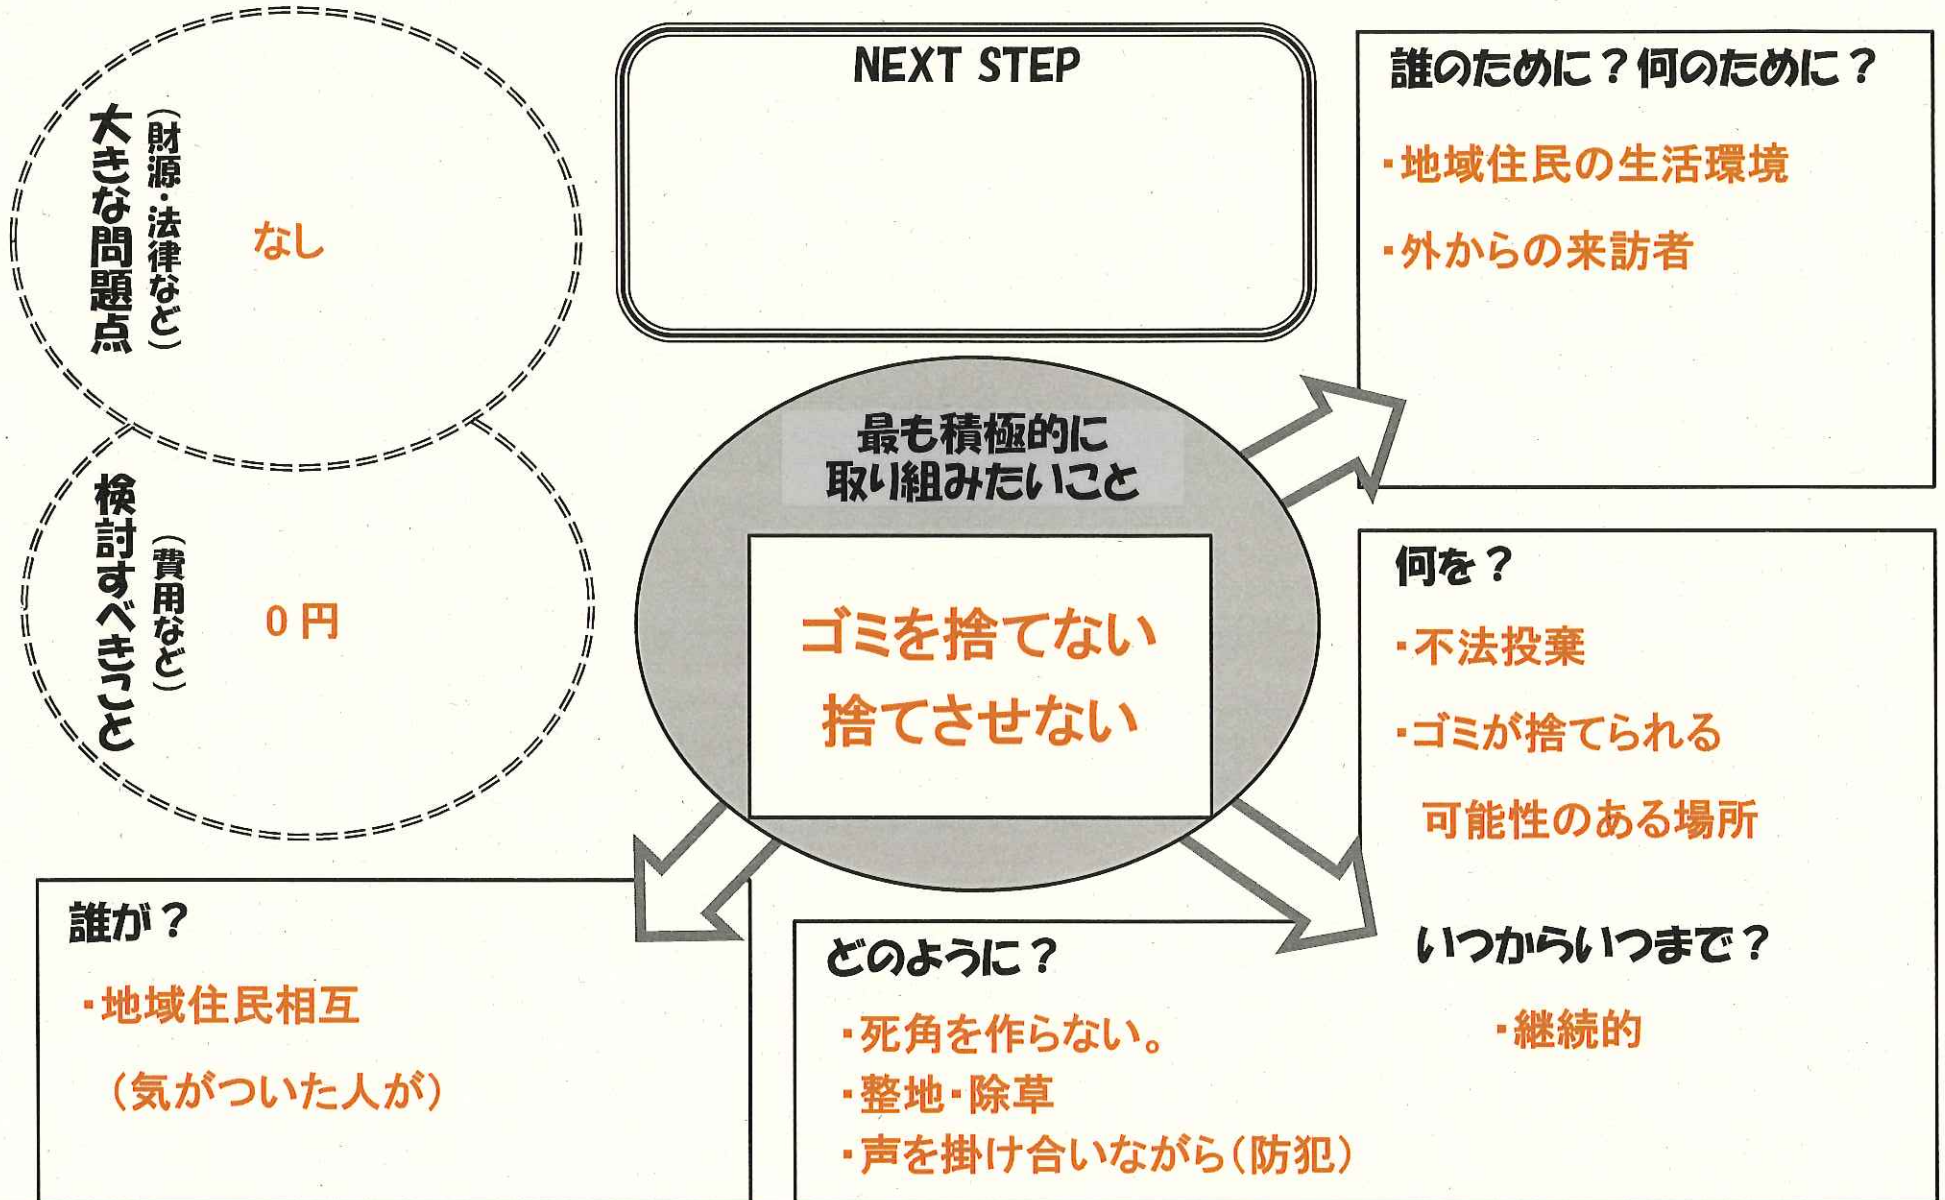 大きな問題点
（財源・法律など）
なし
NEXT STEP
誰のために？何のために？
・地域住民の生活環境
・外からの来訪者
検討すべきこと
（費用など）
0円
最も積極的に
取り組みたいこと
ゴミを捨てない
捨てさせない
何を？
・不法投棄
・ゴミが捨てられる
可能性のある場所
いつからいつまで？
・継続的
誰が？
・地域住民相互
（気がついた人が）
どのように？
・死角を作らない。
・整地・除草
・声を掛け合いながら（防犯）